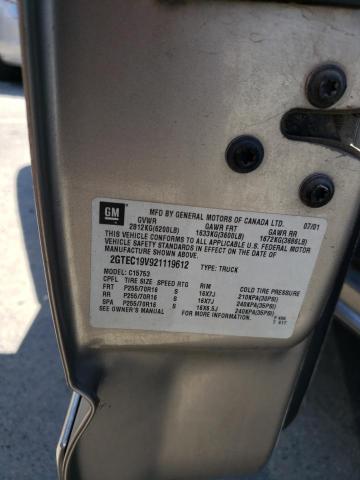 GM
MFD BY GENERAL MOTORS OF CANADA LTD. 07/01
GVWR GAWR FRT GAWR RR
2812KG(6200LB) 1633KG(3600LB) 1672KG(3686LB)
THIS VEHICLE CONFORMS TO ALL APPLICABLE U.S. FEDERAL MOTOR
VEHICLE SAFETY STANDARDS IN EFFECT ON THE DATE OF
MANUFACTURE SHOWN ABOVE.
2GTEC19V921119612 TYPE: TRUCK
MODEL: C15753
CPFL TIRE SIZE SPEED RTG RIM COLD TIRE PRESSURE
FRT P255/70R16 S 16X7J 210KPA(30PSI)
RR P255/70R16 S 16X7J 240KPA(35PSI)
SPA P255/70R16 S 16X6.5J 240KPA(35PSI)
SEE OWNER'S MANUAL